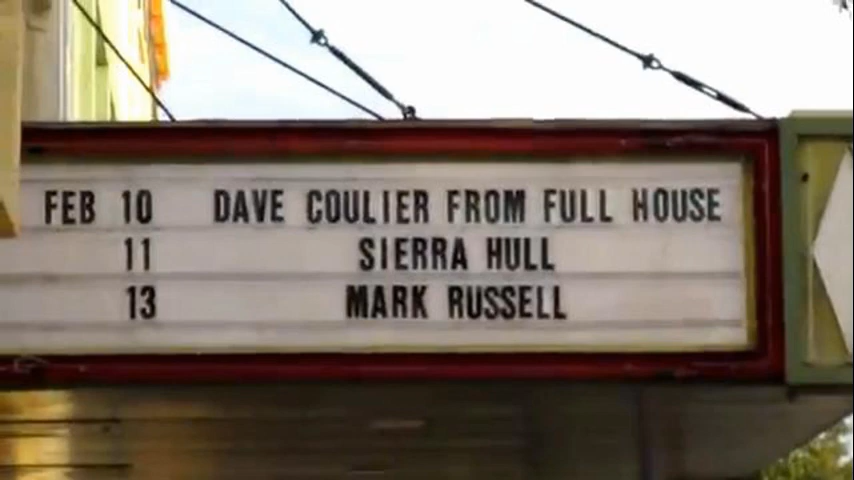 FEB 10 DAVE COULIER FROM FULL HOUSE
11 SIERRA HULL
13 MARK RUSSELL